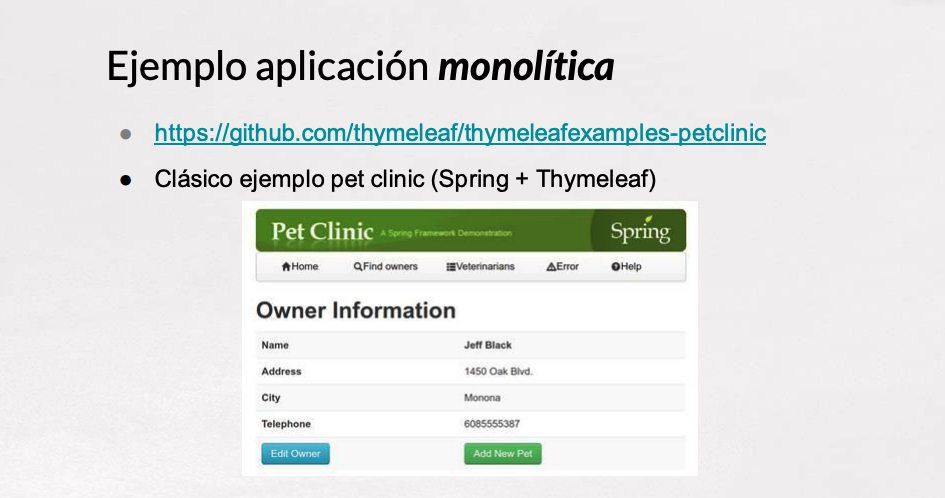 Ejemplo aplicación monolítica
● https://github.com/thymeleaf/thymeleafexamples-petclinic
● Clásico ejemplo pet clinic (Spring + Thymeleaf)
Pet Clinic A Spring Framework Demonstration Spring
Home Find owners Veterinarians Error Help
Owner Information
Name Jeff Black
Address 1450 Oak Blvd.
City Monona
Telephone 6085555387
Edit Owner Add New Pet